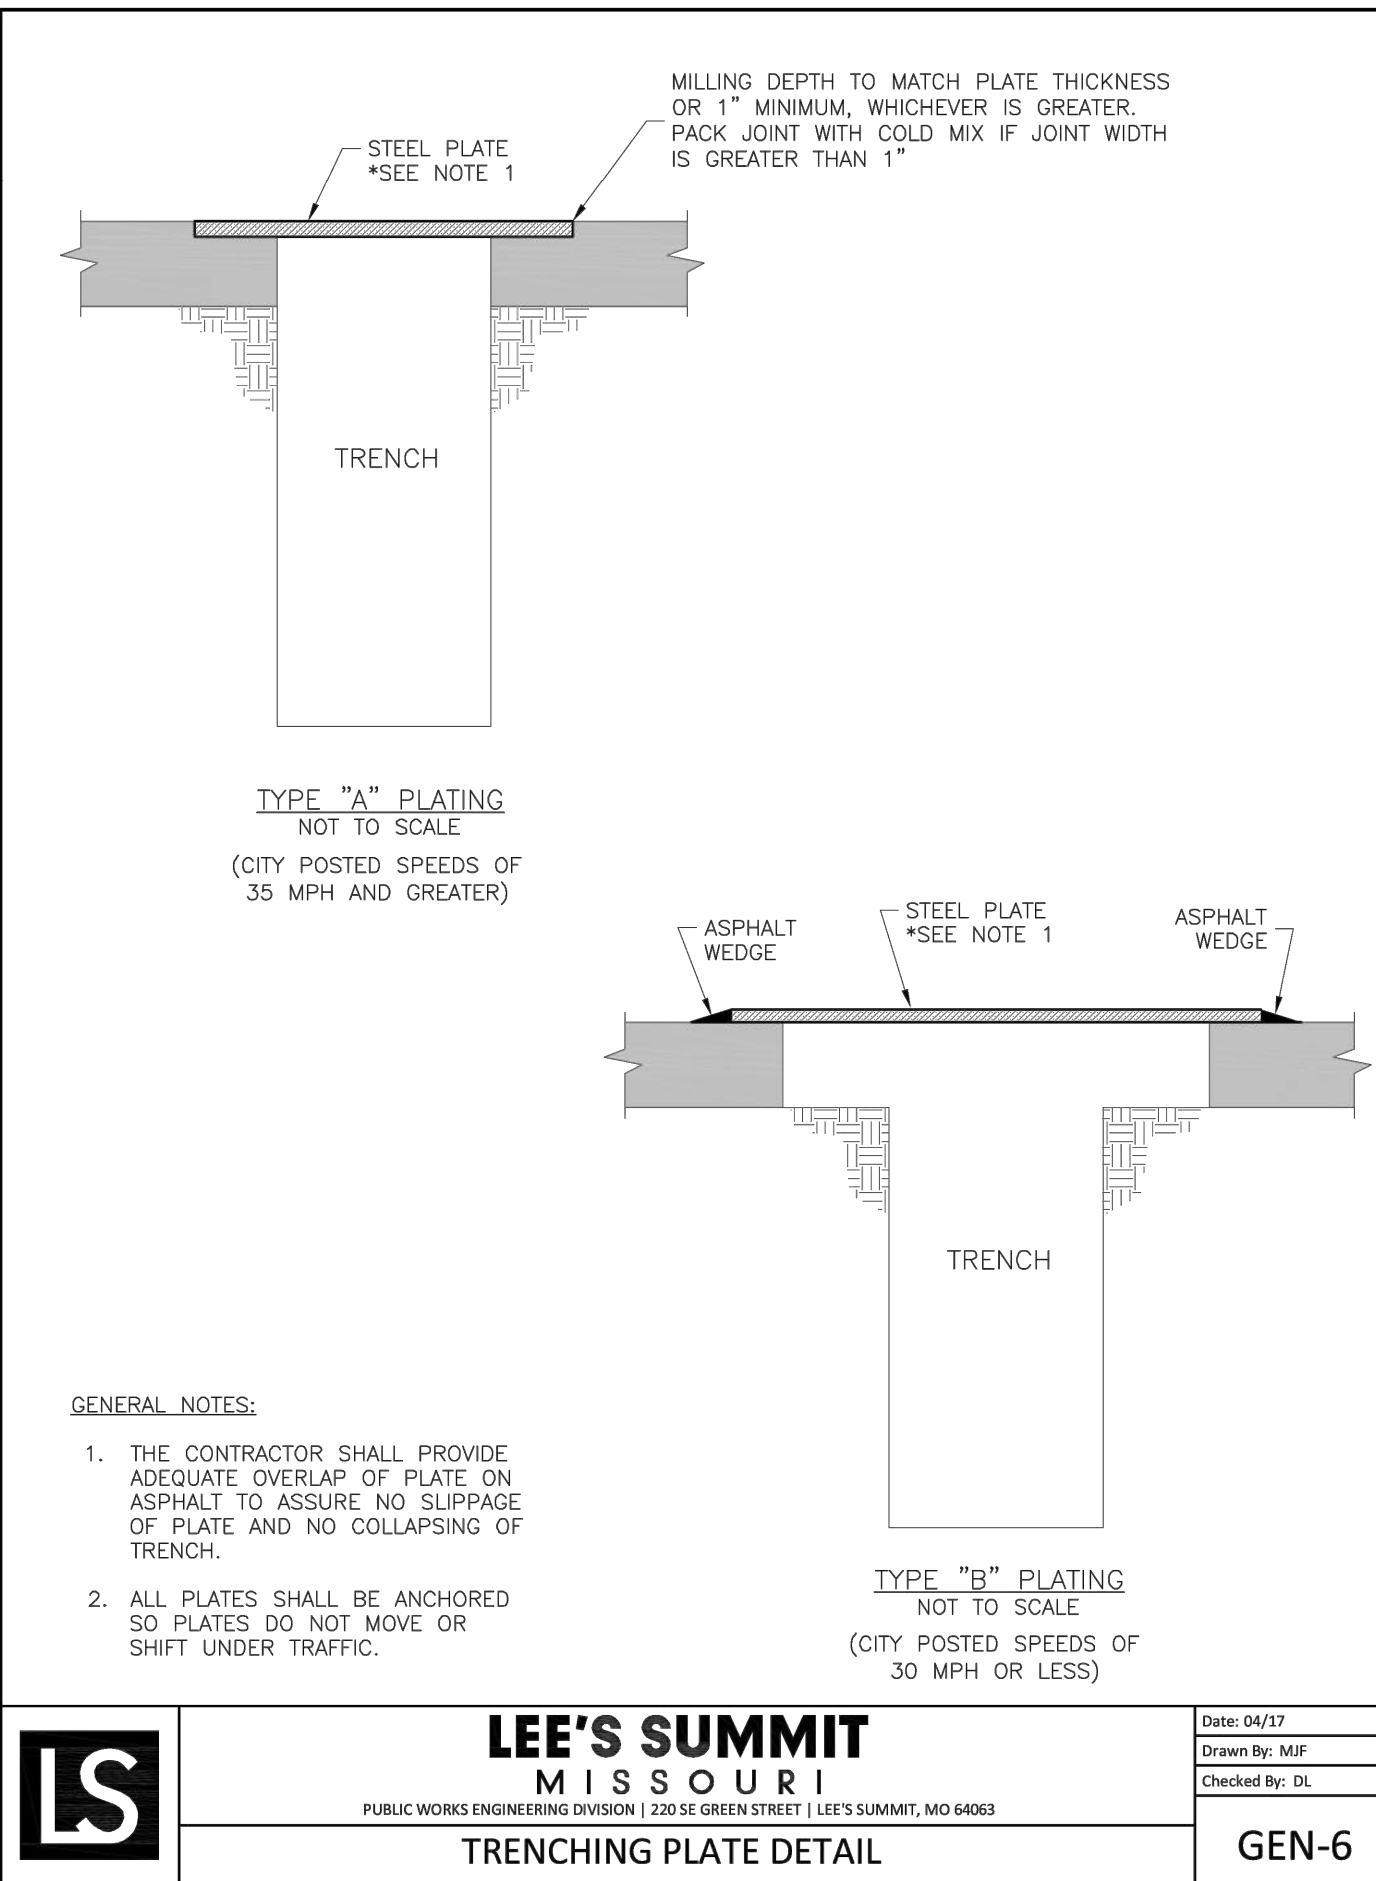 MILLING DEPTH TO MATCH PLATE THICKNESS
OR 1" MINIMUM, WHICHEVER IS GREATER.
PACK JOINT WITH COLD MIX IF JOINT WIDTH
IS GREATER THAN 1"
STEEL PLATE
*SEE NOTE 1
TRENCH
TYPE "A" PLATING
NOT TO SCALE
(CITY POSTED SPEEDS OF
35 MPH AND GREATER)
ASPHALT
WEDGE
STEEL PLATE
*SEE NOTE 1
ASPHALT
WEDGE
TRENCH
TYPE "B" PLATING
NOT TO SCALE
(CITY POSTED SPEEDS OF
30 MPH OR LESS)
GENERAL NOTES:
1. THE CONTRACTOR SHALL PROVIDE
ADEQUATE OVERLAP OF PLATE ON
ASPHALT TO ASSURE NO SLIPPAGE
OF PLATE AND NO COLLAPSING OF
TRENCH.
2. ALL PLATES SHALL BE ANCHORED
SO PLATES DO NOT MOVE OR
SHIFT UNDER TRAFFIC.
LS
LEE'S SUMMIT
MISSOURI
PUBLIC WORKS ENGINEERING DIVISION | 220 SE GREEN STREET | LEE'S SUMMIT, MO 64063
TRENCHING PLATE DETAIL
Date: 04/17
Drawn By: MJF
Checked By: DL
GEN-6